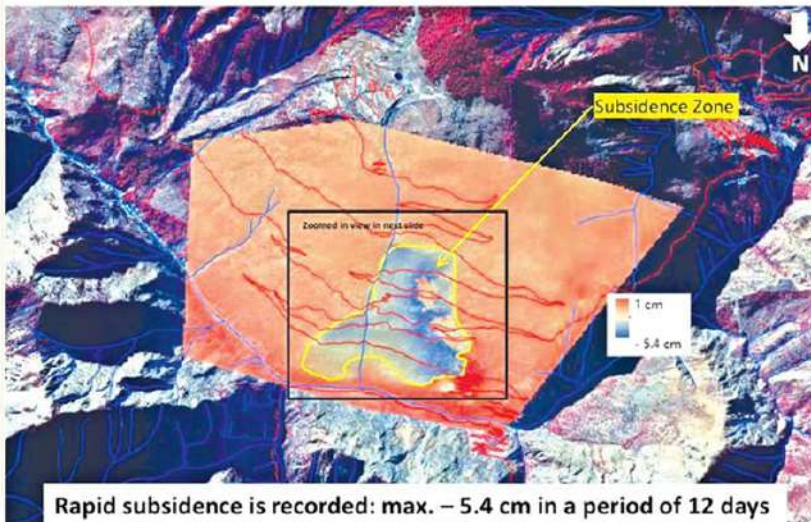 N
Subsidence Zone
Zoomed in view in next slide
1 cm
- 5.4 cm
Rapid subsidence is recorded: max. – 5.4 cm in a period of 12 days